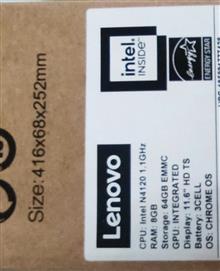 Size: 416x68x252mm
Lenovo
intel.
INSIDE™
ENERGY STAR
CPU: Intel N4120 1.1GHz
RAM: 8GB
Storage: 64GB EMMC
GPU: INTEGRATED
Display: 11.6" HD TS
Battery: 3CELL
OS: CHROME OS